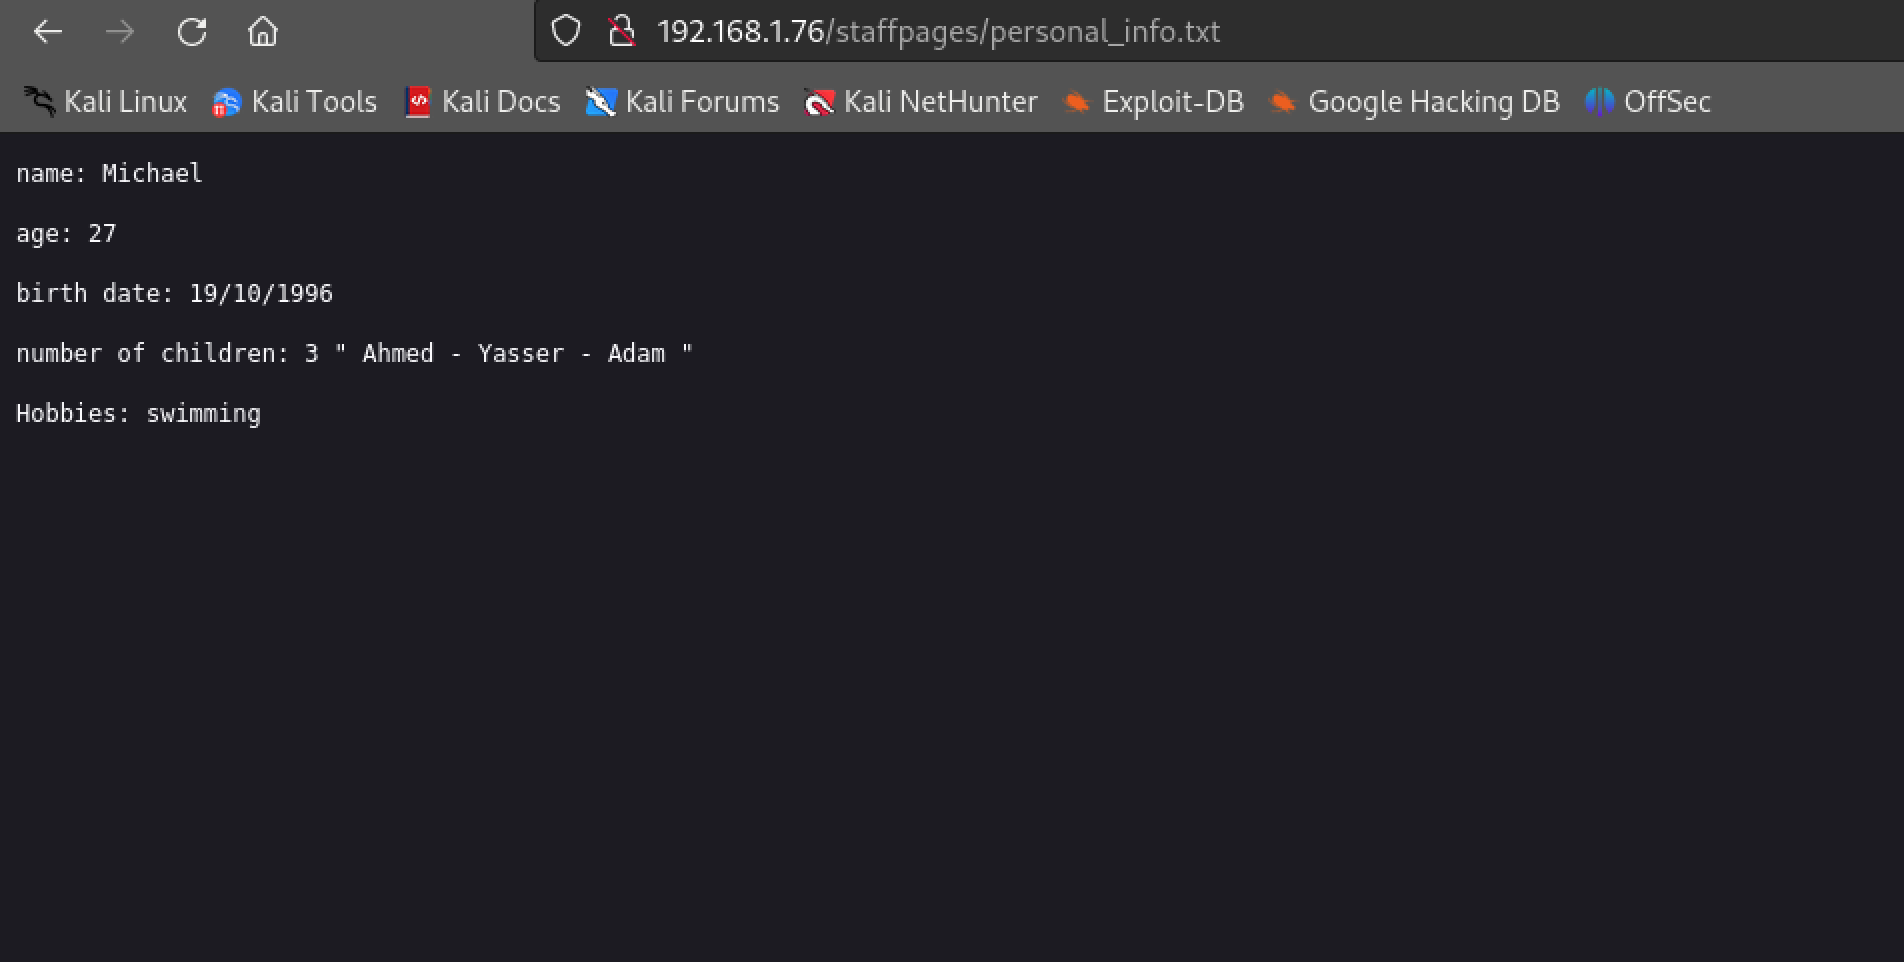 192.168.1.76/staffpages/personal_info.txt
Kali Linux Kali Tools Kali Docs Kali Forums Kali NetHunter Exploit-DB Google Hacking DB OffSec
name: Michael
age: 27
birth date: 19/10/1996
number of children: 3 " Ahmed - Yasser - Adam "
Hobbies: swimming